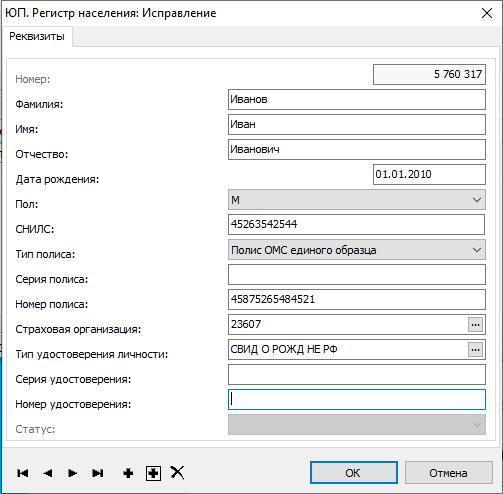 ЮП. Регистр населения: Исправление
Реквизиты
Номер: 5 760 317
Фамилия: Иванов
Имя: Иван
Отчество: Иванович
Дата рождения: 01.01.2010
Пол: М
СНИЛС: 45263542544
Тип полиса: Полис ОМС единого образца
Серия полиса:
Номер полиса: 45875265484521
Страховая организация: 23607 ...
Тип удостоверения личности: СВИД О РОЖД НЕ РФ ...
Серия удостоверения:
Номер удостоверения:
Статус:
ОК Отмена